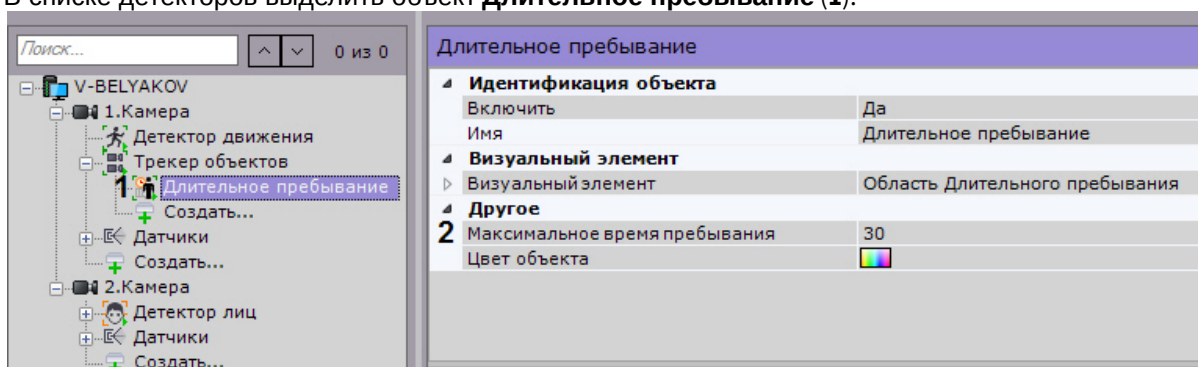 В списке детекторов выделить объект Длительное пребывание (1).
Поиск...
0 из 0
V-BELYAKOV
1.Камера
Детектор движения
Трекер объектов
1 Длительное пребывание
Создать...
Датчики
Создать...
2.Камера
Детектор лиц
Датчики
Создать...
Длительное пребывание
Идентификация объекта
Включить Да
Имя Длительное пребывание
Визуальный элемент
Визуальный элемент Область Длительного пребывания
Другое
2 Максимальное время пребывания 30
Цвет объекта